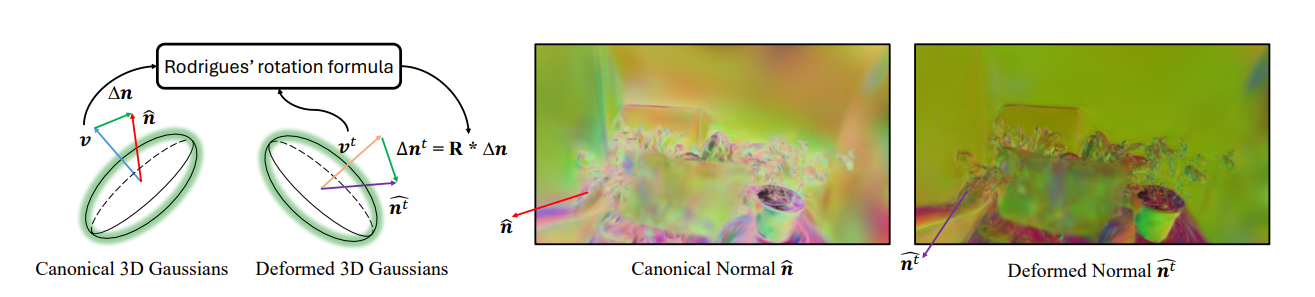 Rodrigues' rotation formula
Δn
n̂
v
vᵗ
Δnᵗ = R * Δn
n̂ᵗ
n̂
n̂ᵗ
Canonical 3D Gaussians
Deformed 3D Gaussians
Canonical Normal n̂
Deformed Normal n̂ᵗ